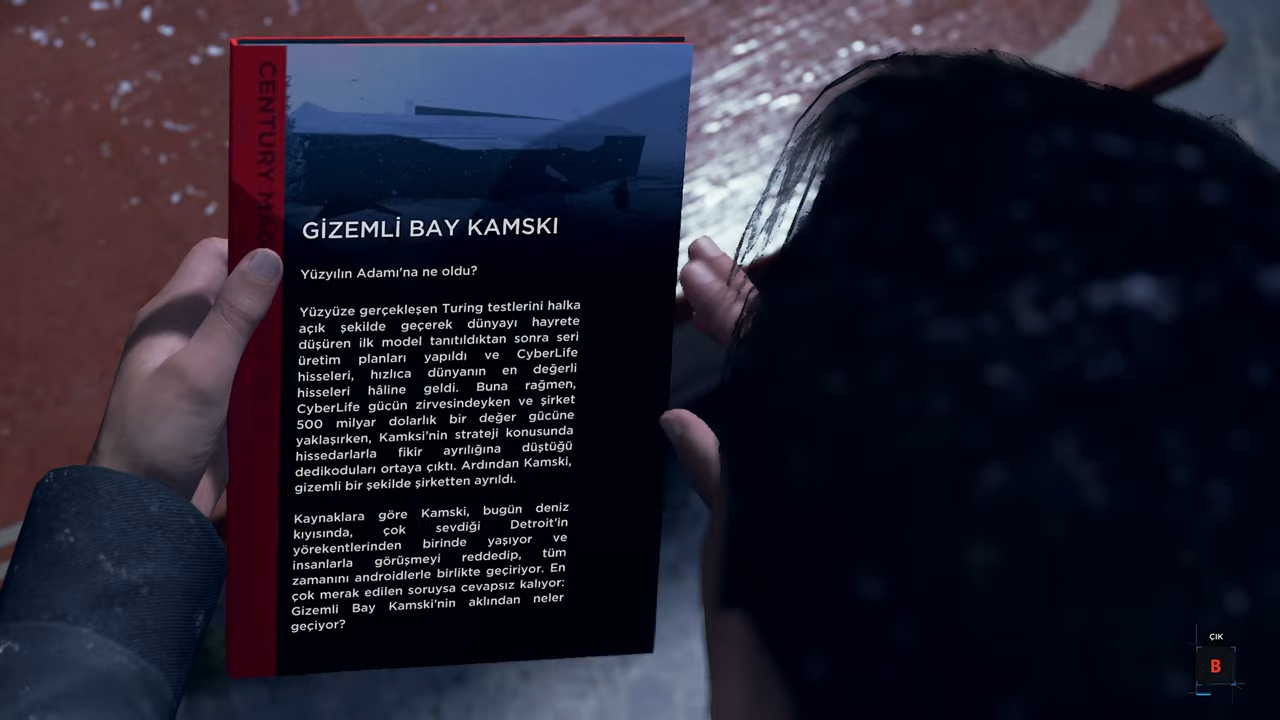 CENTURY MAG
GİZEMLİ BAY KAMSKI
Yüzyılın Adamı'na ne oldu?
Yüzyüze gerçekleşen Turing testlerini halka
açık şekilde geçerek dünyayı hayrete
düşüren ilk model tanıtıldıktan sonra seri
üretim planları yapıldı ve CyberLife
hisseleri, hızlıca dünyanın en değerli
hisseleri hâline geldi. Buna rağmen,
CyberLife gücün zirvesindeyken ve şirket
500 milyar dolarlık bir değer gücüne
yaklaşırken, Kamksi'nin strateji konusunda
hissedarlarla fikir ayrılığına düştüğü
dedikoduları ortaya çıktı. Ardından Kamski,
gizemli bir şekilde şirketten ayrıldı.
Kaynaklara göre Kamski, bugün deniz
kıyısında, çok sevdiği Detroit'in
yörekentlerinden birinde yaşıyor ve
insanlarla görüşmeyi reddedip, tüm
zamanını androidlerle birlikte geçiriyor. En
çok merak edilen soruysa cevapsız kalıyor:
Gizemli Bay Kamski'nin aklından neler
geçiyor?
ÇIK
B